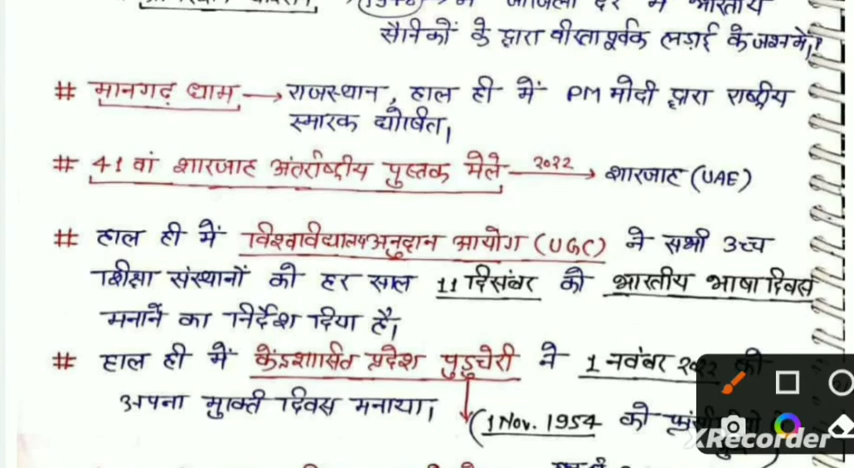 सैनिकों के द्वारा वीरतापूर्वक लड़ाई के जश्न में।
# मानगढ़ धाम → राजस्थान, हाल ही में PM मोदी द्वारा राष्ट्रीय
स्मारक घोषित।
# 41 वां शारजाह अंतर्राष्ट्रीय पुस्तक मेले 2022 → शारजाह (UAE)
# हाल ही में विश्वविद्यालय अनुदान आयोग (UGC) ने सभी उच्च
शिक्षा संस्थानों को हर साल 11 दिसंबर को भारतीय भाषा दिवस
मनाने का निर्देश दिया है।
# हाल ही में केंद्रशासित प्रदेश पुडुचेरी ने 1 नवंबर 2022 को
अपना मुक्ति दिवस मनाया। (1 Nov. 1954 को
XRecorder